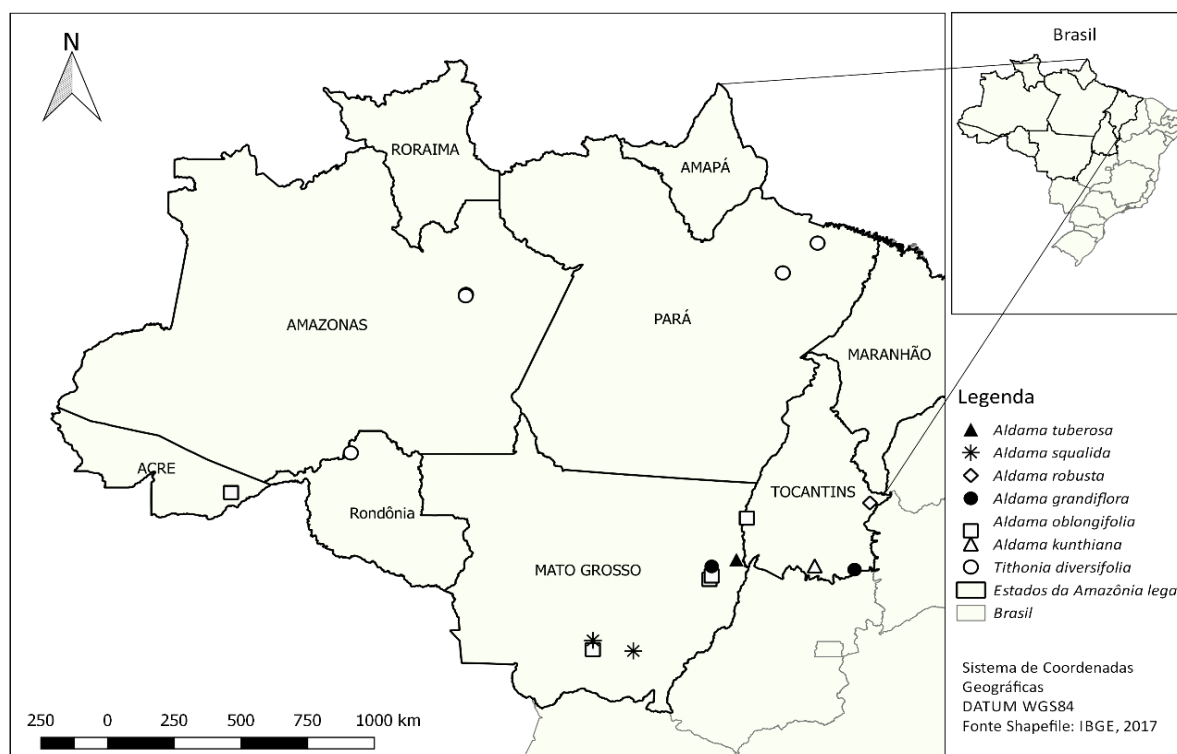 N
Brasil
RORAIMA
AMAPÁ
AMAZONAS
PARÁ
MARANHÃO
ACRE
TOCANTINS
Rondônia
MATO GROSSO
250 0 250 500 750 1000 km
Legenda
Aldama tuberosa
Aldama squalida
Aldama robusta
Aldama grandiflora
Aldama oblongifolia
Aldama kunthiana
Tithonia diversifolia
Estados da Amazônia lega
Brasil
Sistema de Coordenadas
Geográficas
DATUM WGS84
Fonte Shapefile: IBGE, 2017